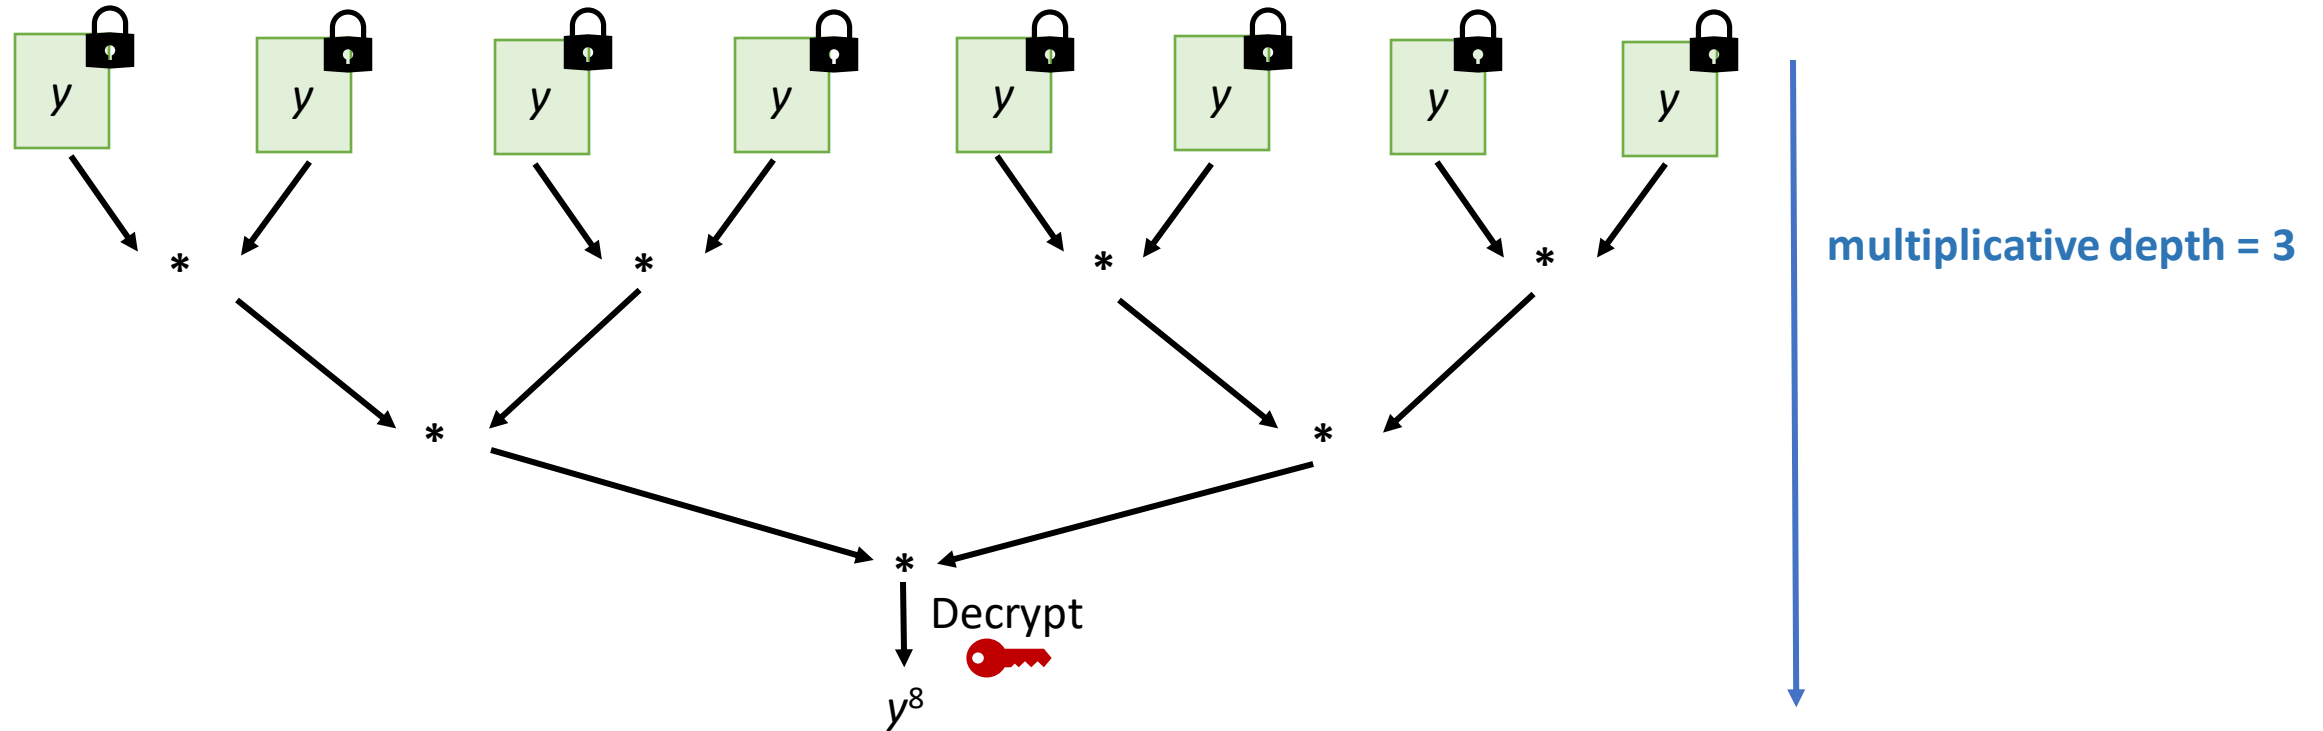 y y y y y y y y
* * * *
multiplicative depth = 3
* *
*
Decrypt
y⁸